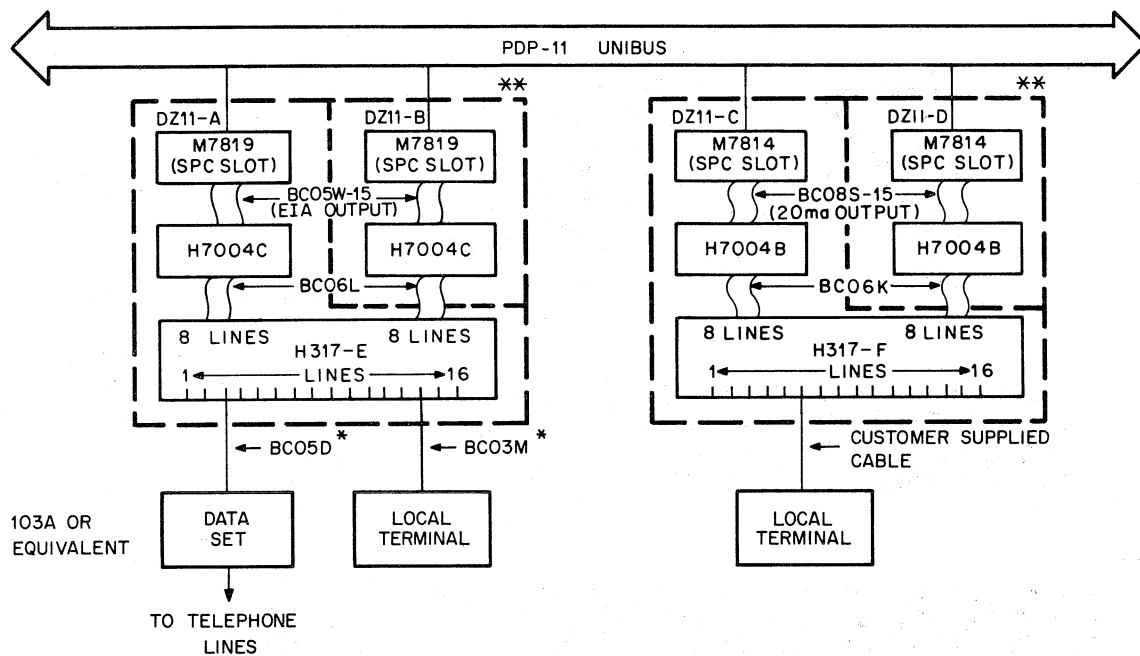 PDP-11 UNIBUS
**
**
DZ11-A
DZ11-B
DZ11-C
DZ11-D
M7819
(SPC SLOT)
M7819
(SPC SLOT)
M7814
(SPC SLOT)
M7814
(SPC SLOT)
BC05W-15
(EIA OUTPUT)
BC08S-15
(20ma OUTPUT)
H7004C
H7004C
H7004B
H7004B
BC06L
BC06K
8 LINES
8 LINES
H317-E
1 LINES 16
8 LINES
8 LINES
H317-F
1 LINES 16
BC05D*
BC03M*
CUSTOMER SUPPLIED
CABLE
103A OR
EQUIVALENT
DATA
SET
LOCAL
TERMINAL
LOCAL
TERMINAL
TO TELEPHONE
LINES